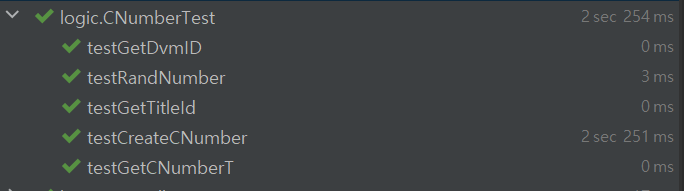 logic.CNumberTest 2 sec 254 ms
testGetDvmID 0 ms
testRandNumber 3 ms
testGetTitleId 0 ms
testCreateCNumber 2 sec 251 ms
testGetCNumberT 0 ms